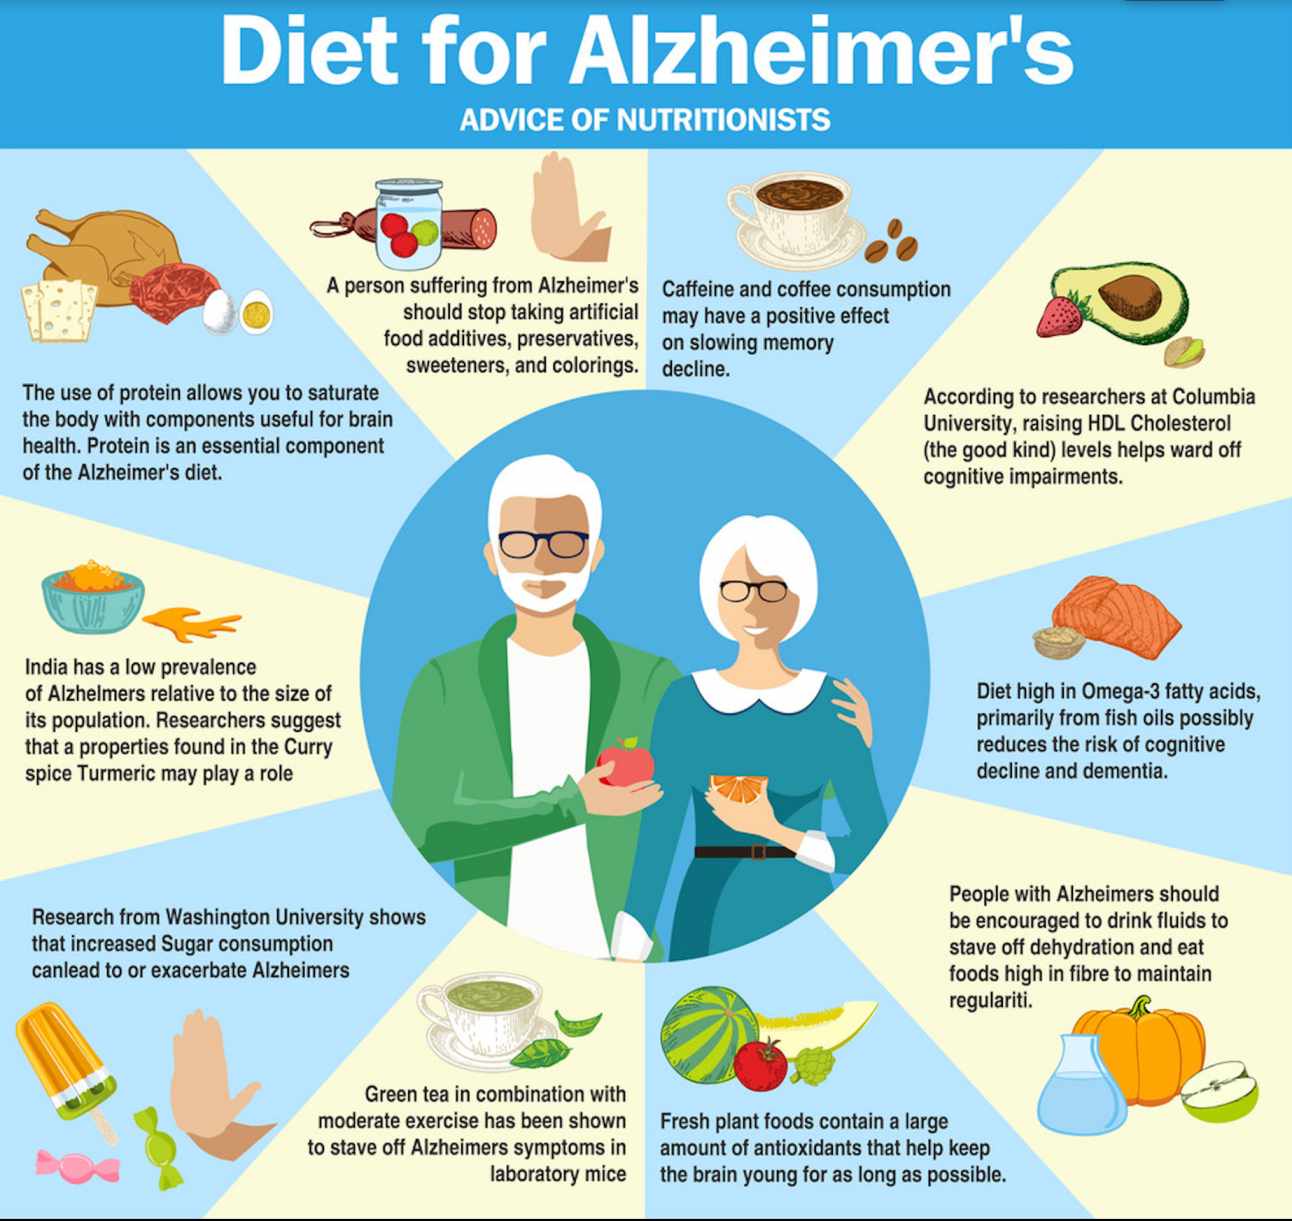 Diet for Alzheimer's
ADVICE OF NUTRITIONISTS
A person suffering from Alzheimer's
should stop taking artificial
food additives, preservatives,
sweeteners, and colorings.
Caffeine and coffee consumption
may have a positive effect
on slowing memory
decline.
The use of protein allows you to saturate
the body with components useful for brain
health. Protein is an essential component
of the Alzheimer's diet.
According to researchers at Columbia
University, raising HDL Cholesterol
(the good kind) levels helps ward off
cognitive impairments.
India has a low prevalence
of Alzhelmers relative to the size of
its population. Researchers suggest
that a properties found in the Curry
spice Turmeric may play a role
Diet high in Omega-3 fatty acids,
primarily from fish oils possibly
reduces the risk of cognitive
decline and dementia.
Research from Washington University shows
that increased Sugar consumption
canlead to or exacerbate Alzheimers
People with Alzheimers should
be encouraged to drink fluids to
stave off dehydration and eat
foods high in fibre to maintain
regulariti.
Green tea in combination with
moderate exercise has been shown
to stave off Alzheimers symptoms in
laboratory mice
Fresh plant foods contain a large
amount of antioxidants that help keep
the brain young for as long as possible.